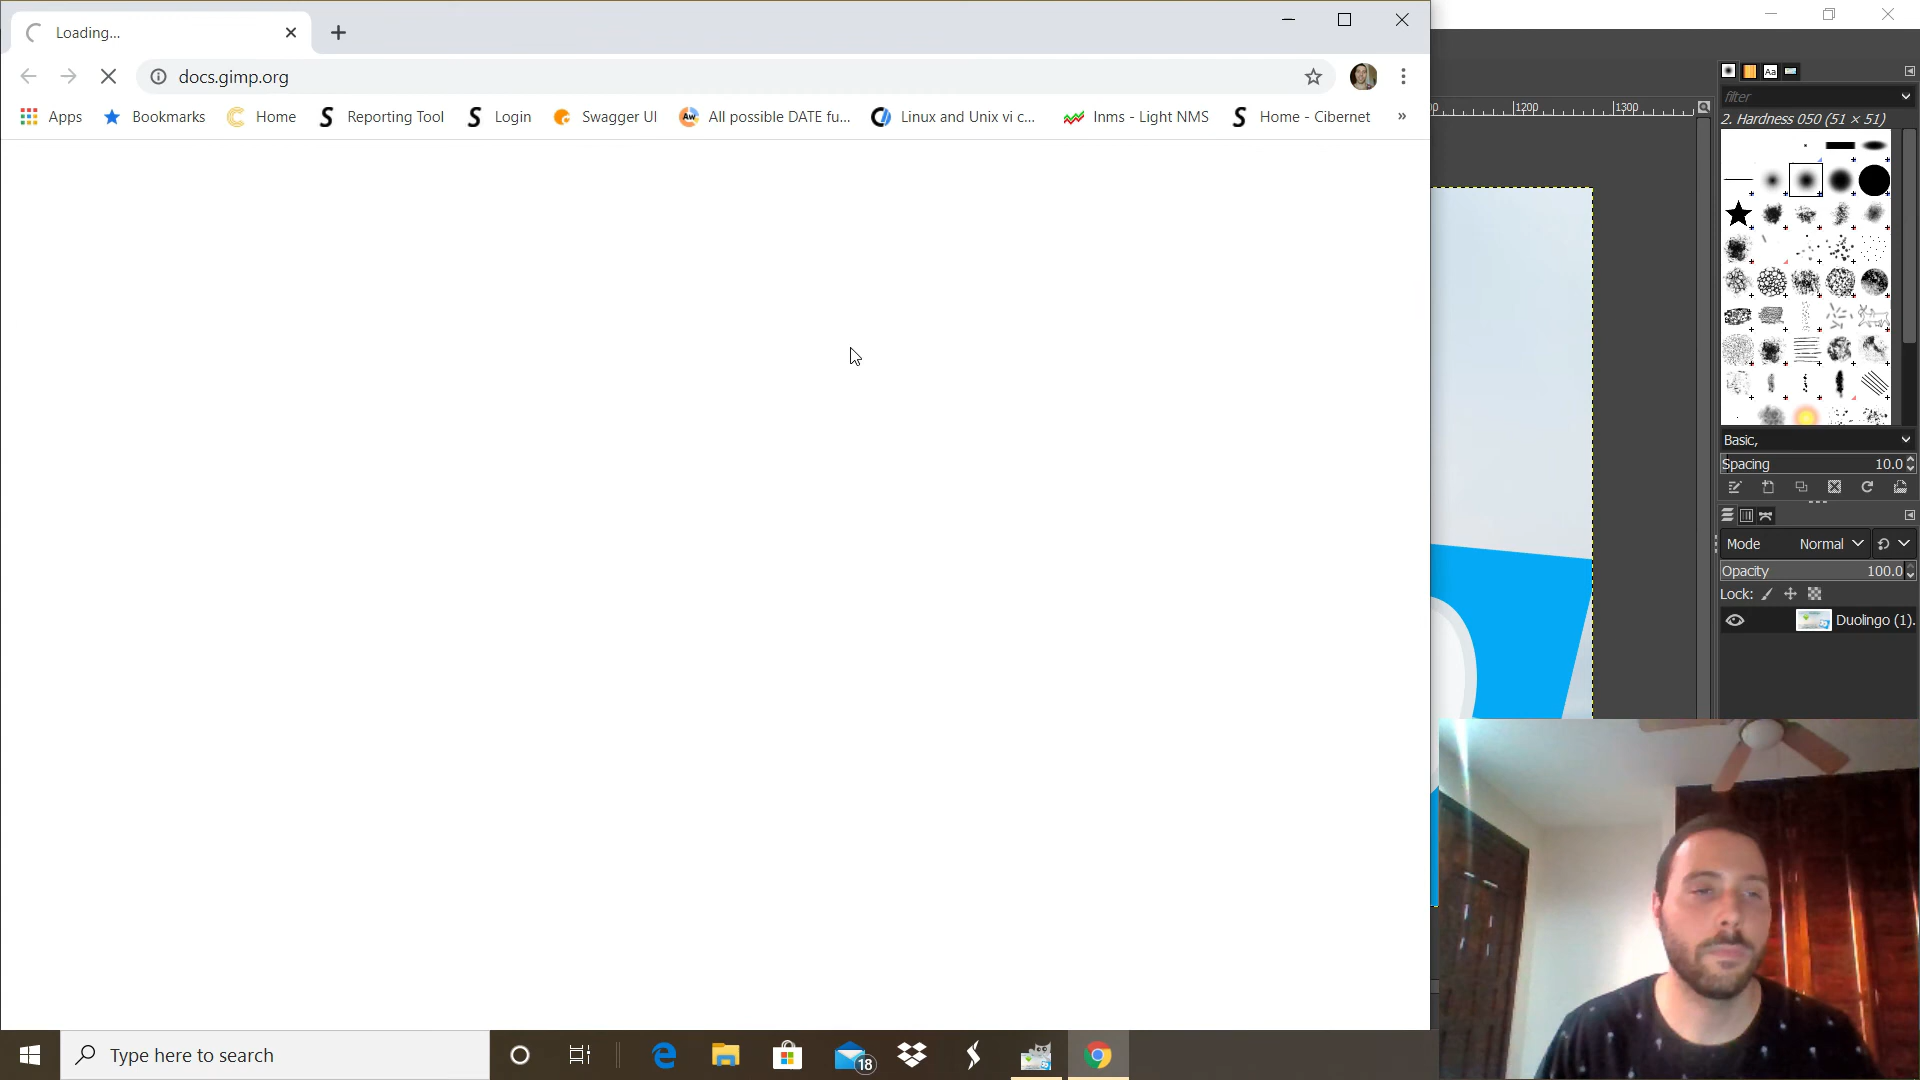 Loading...
docs.gimp.org
Apps
Bookmarks
Home
Reporting Tool
Login
Swagger UI
All possible DATE fu...
Linux and Unix vi c...
Inms - Light NMS
Home - Cibernet
»
1200
1300
Aa
filter
2. Hardness 050 (51 × 51)
Basic,
Spacing 10.0
Mode Normal
Opacity 100.0
Lock:
Duolingo (1).
Type here to search
18